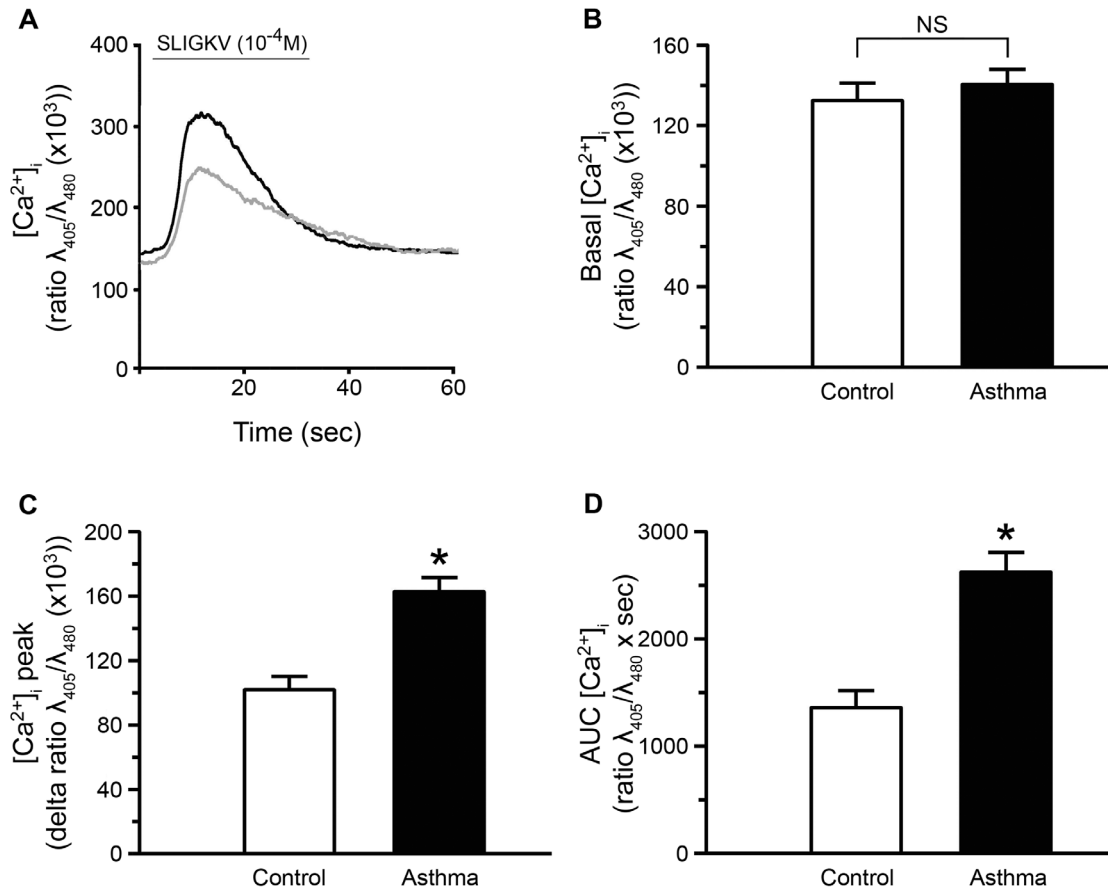 A
SLIGKV (10⁻⁴M)
[Ca²⁺]ᵢ
(ratio λ₄₀₅/λ₄₈₀ (x10³))
400
300
200
100
0
20
40
60
Time (sec)
B
NS
Basal [Ca²⁺]ᵢ
(ratio λ₄₀₅/λ₄₈₀ (x10³))
160
120
80
40
0
Control
Asthma
C
[Ca²⁺]ᵢ peak
(delta ratio λ₄₀₅/λ₄₈₀ (x10³))
200
160
120
80
40
0
*
Control
Asthma
D
AUC [Ca²⁺]ᵢ
(ratio λ₄₀₅/λ₄₈₀ x sec)
3000
2000
1000
0
*
Control
Asthma